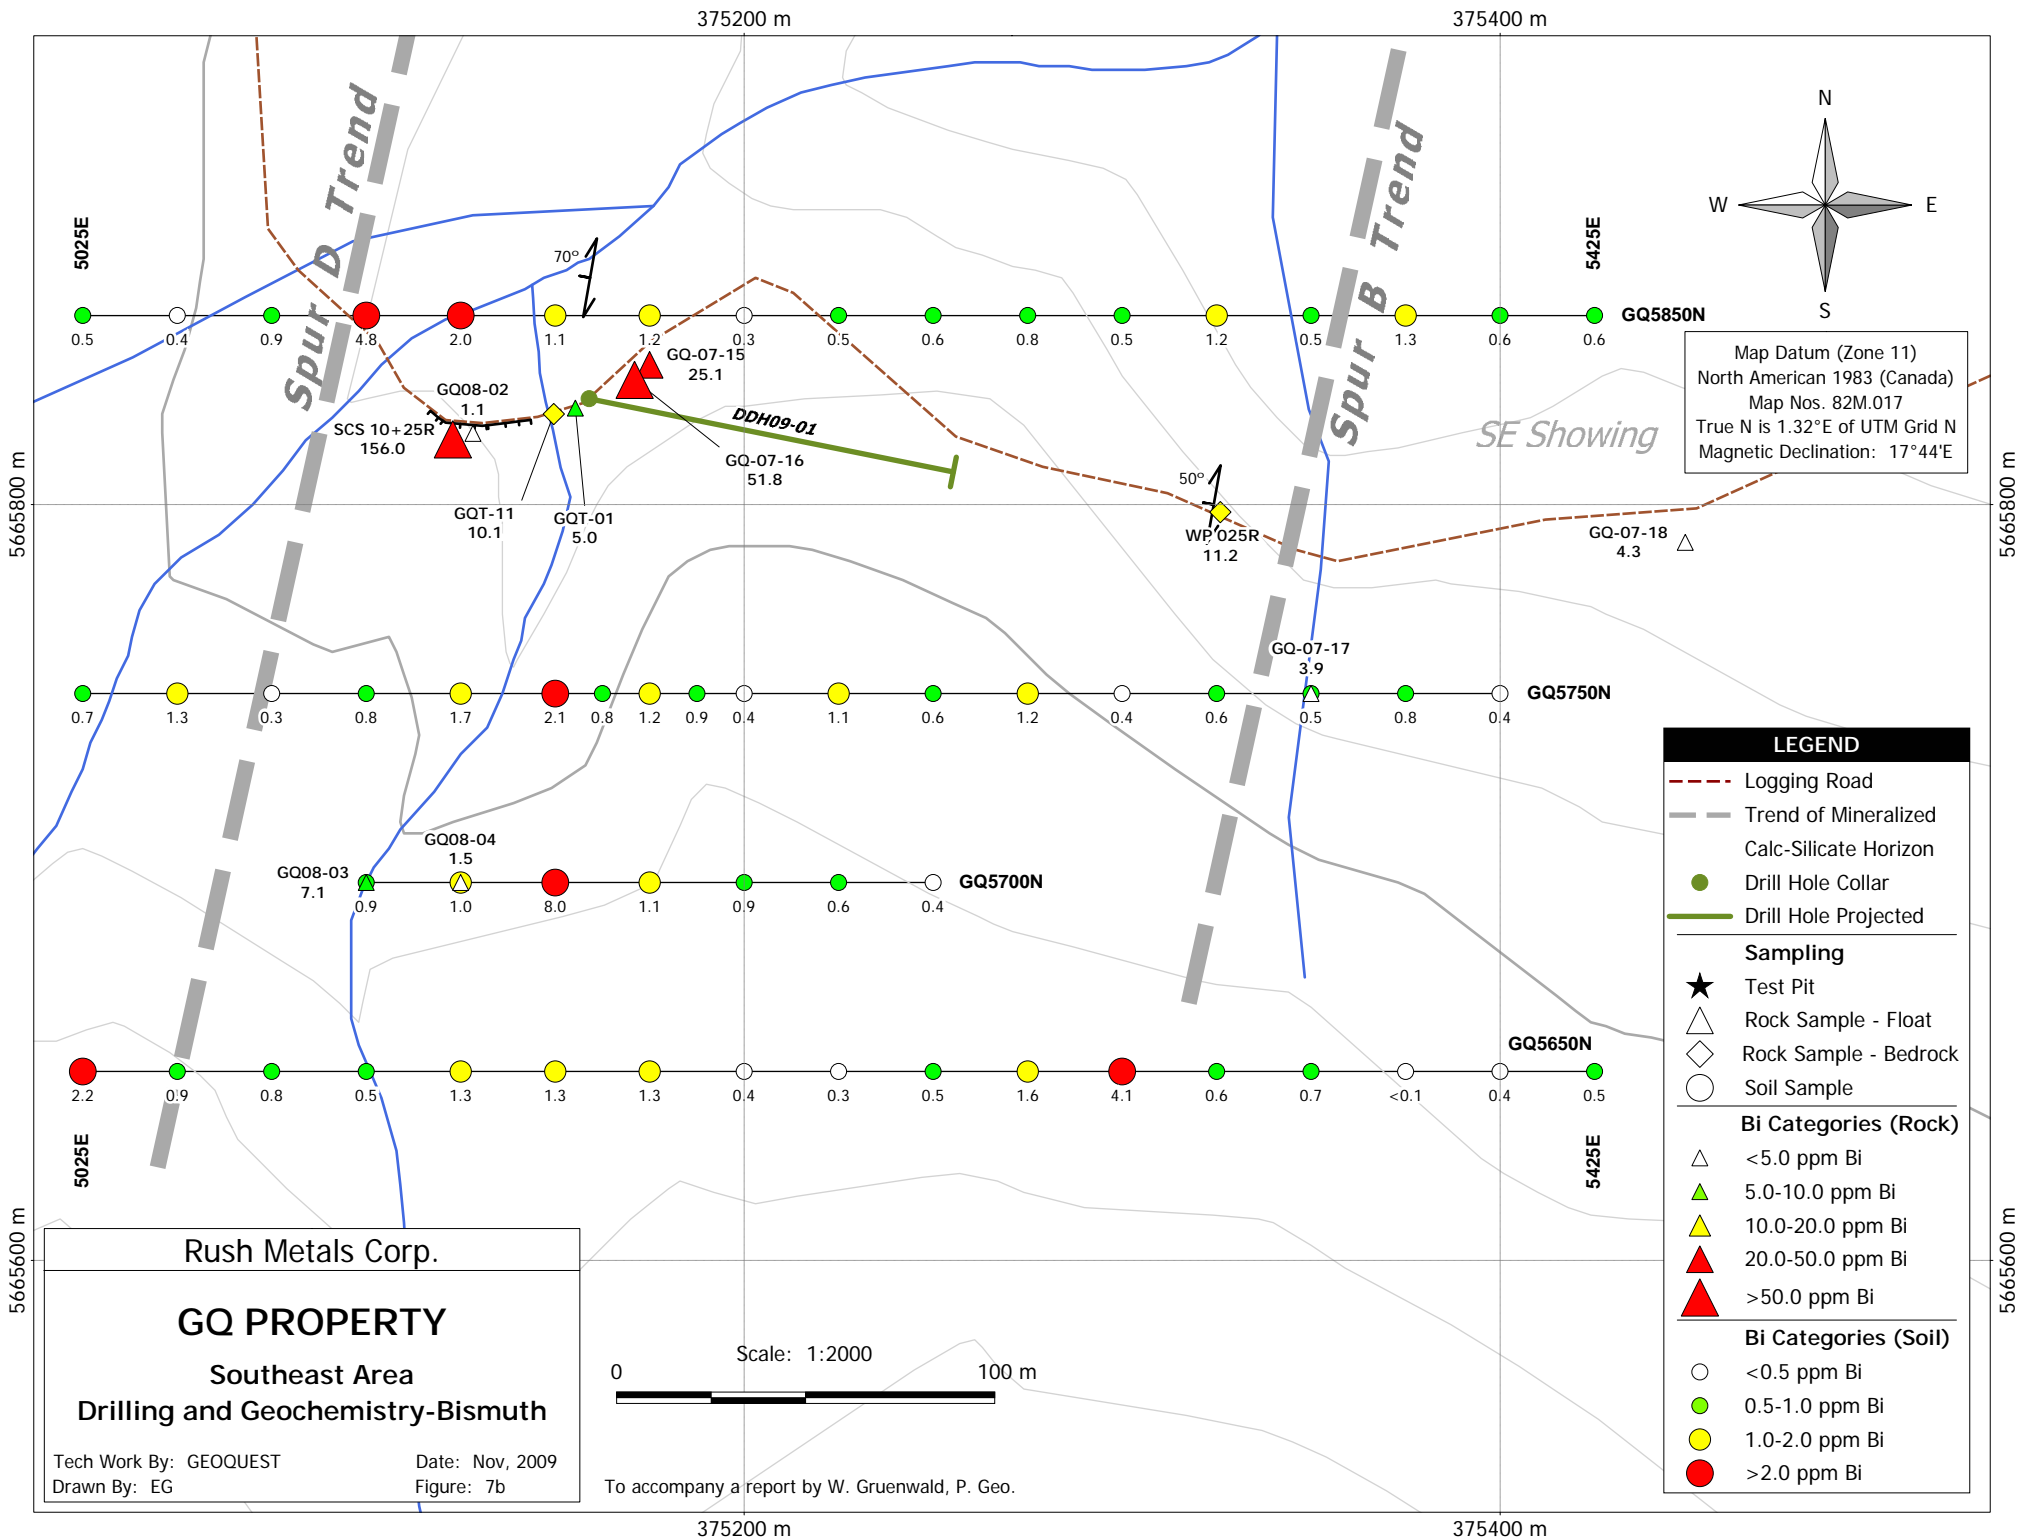 375200 m
375400 m
Spur D Trend
Spur B Trend
N
W
E
S
5025E
5425E
70°
GQ5850N
0.5
0.4
0.9
4.8
2.0
1.1
1.2
0.3
0.5
0.6
0.8
0.5
1.2
0.5
1.3
0.6
0.6
Map Datum (Zone 11)
North American 1983 (Canada)
Map Nos. 82M.017
True N is 1.32°E of UTM Grid N
Magnetic Declination: 17°44'E
GQ-07-15
25.1
GQ08-02
1.1
DDH09-01
SCS 10+25R
156.0
SE Showing
GQ-07-16
51.8
50°
5665800 m
5665800 m
GQT-11
10.1
GQT-01
5.0
WP 025R
11.2
GQ-07-18
4.3
GQ-07-17
3.9
GQ5750N
0.7
1.3
0.3
0.8
1.7
2.1
0.8
1.2
0.9
0.4
1.1
0.6
1.2
0.4
0.6
0.5
0.8
0.4
GQ08-04
1.5
GQ08-03
7.1
GQ5700N
0.9
1.0
8.0
1.1
0.9
0.6
0.4
GQ5650N
2.2
0.9
0.8
0.5
1.3
1.3
1.3
0.4
0.3
0.5
1.6
4.1
0.6
0.7
<0.1
0.4
0.5
5025E
5425E
LEGEND
Logging Road
Trend of Mineralized
Calc-Silicate Horizon
Drill Hole Collar
Drill Hole Projected
Sampling
Test Pit
Rock Sample - Float
Rock Sample - Bedrock
Soil Sample
Bi Categories (Rock)
<5.0 ppm Bi
5.0-10.0 ppm Bi
10.0-20.0 ppm Bi
20.0-50.0 ppm Bi
>50.0 ppm Bi
Bi Categories (Soil)
<0.5 ppm Bi
0.5-1.0 ppm Bi
1.0-2.0 ppm Bi
>2.0 ppm Bi
5665600 m
5665600 m
Rush Metals Corp.
GQ PROPERTY
Southeast Area
Drilling and Geochemistry-Bismuth
Tech Work By: GEOQUEST
Date: Nov, 2009
Drawn By: EG
Figure: 7b
Scale: 1:2000
0
100 m
To accompany a report by W. Gruenwald, P. Geo.
375200 m
375400 m